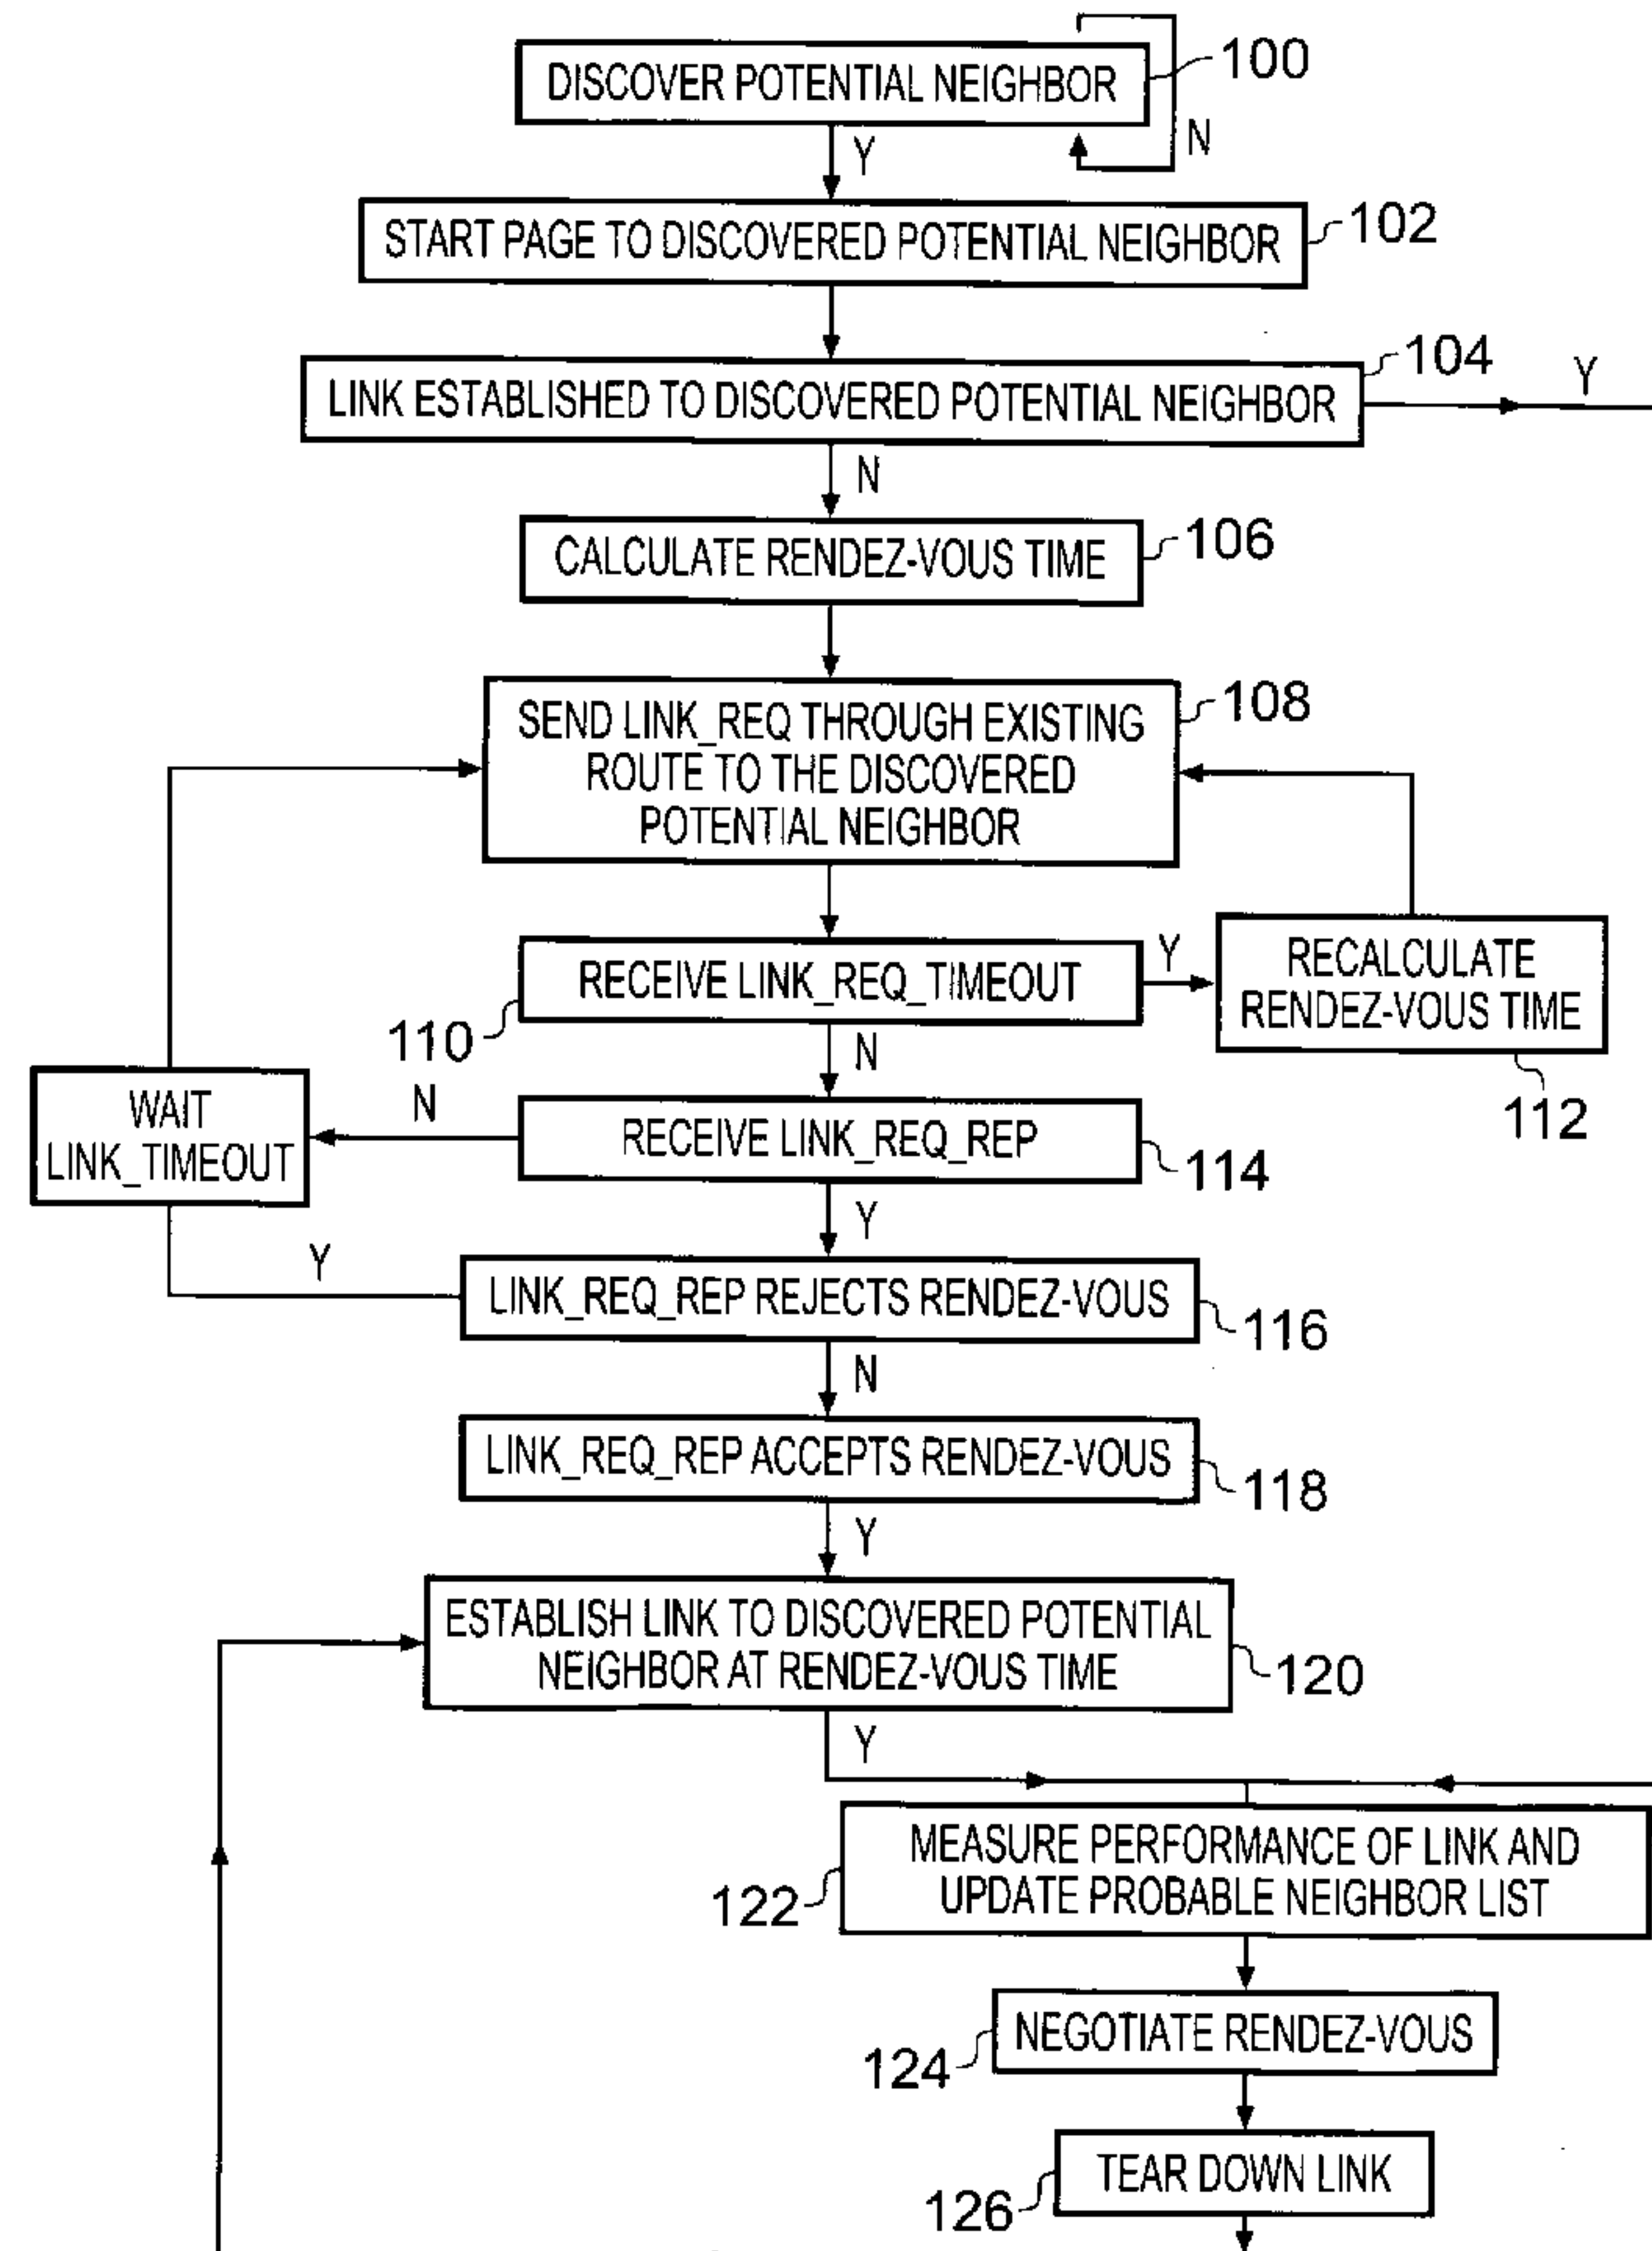 DISCOVER POTENTIAL NEIGHBOR
100
N
Y
START PAGE TO DISCOVERED POTENTIAL NEIGHBOR
102
LINK ESTABLISHED TO DISCOVERED POTENTIAL NEIGHBOR
104
Y
N
CALCULATE RENDEZ-VOUS TIME
106
SEND LINK_REQ THROUGH EXISTING
ROUTE TO THE DISCOVERED
POTENTIAL NEIGHBOR
108
RECEIVE LINK_REQ_TIMEOUT
110
Y
RECALCULATE
RENDEZ-VOUS TIME
112
N
WAIT
LINK_TIMEOUT
N
RECEIVE LINK_REQ_REP
114
Y
Y
LINK_REQ_REP REJECTS RENDEZ-VOUS
116
N
LINK_REQ_REP ACCEPTS RENDEZ-VOUS
118
Y
ESTABLISH LINK TO DISCOVERED POTENTIAL
NEIGHBOR AT RENDEZ-VOUS TIME
120
Y
MEASURE PERFORMANCE OF LINK AND
UPDATE PROBABLE NEIGHBOR LIST
122
NEGOTIATE RENDEZ-VOUS
124
TEAR DOWN LINK
126